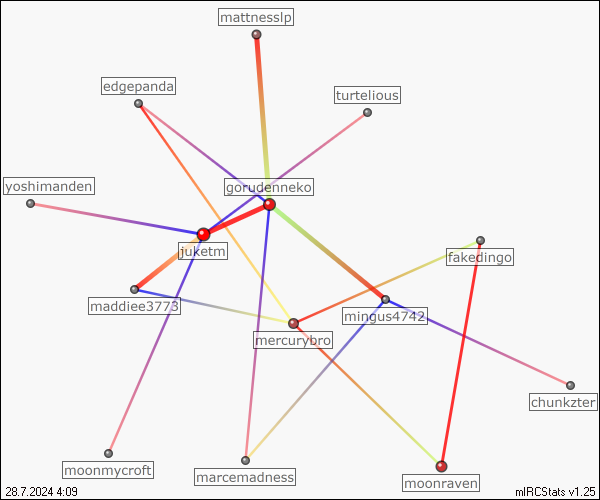 mattnesslp
edgepanda
turtelious
yoshimanden
gorudenneko
juketm
fakedingo
maddiee3773
mingus4742
mercurybro
chunkzter
moonmycroft
marcemadness
moonraven
28.7.2024 4:09
mIRCStats v1.25